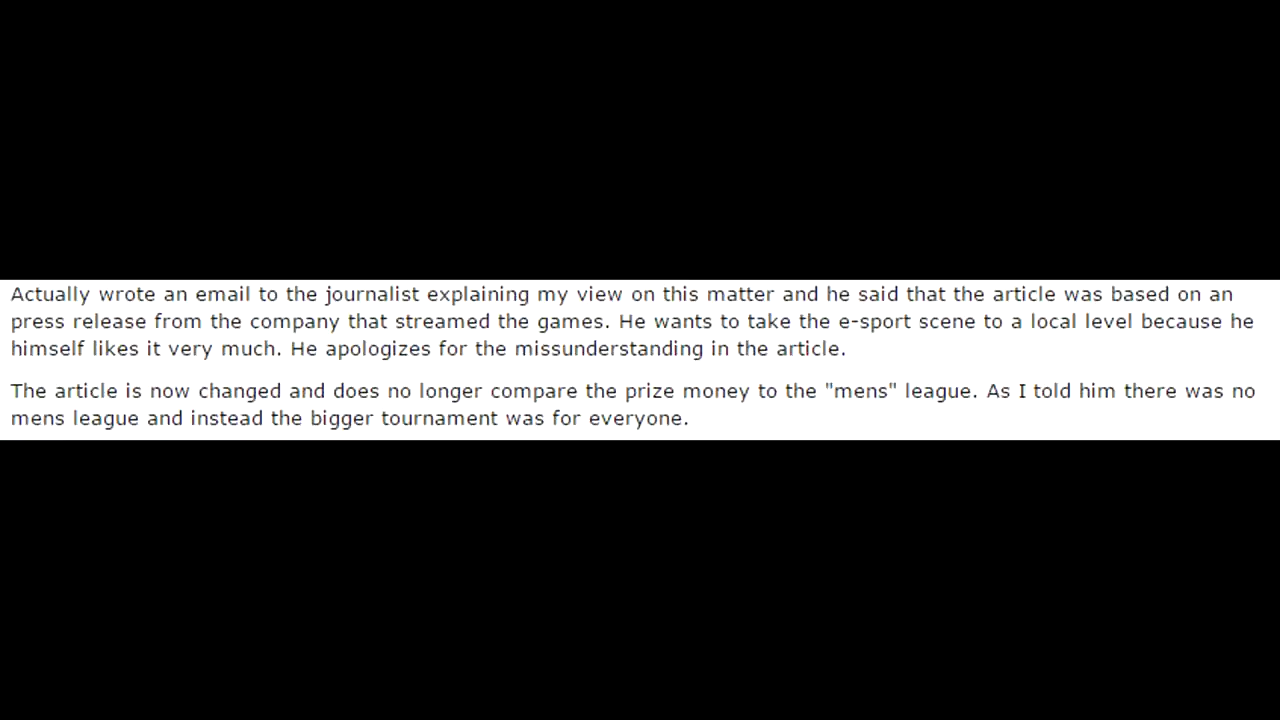 Actually wrote an email to the journalist explaining my view on this matter and he said that the article was based on an
press release from the company that streamed the games. He wants to take the e-sport scene to a local level because he
himself likes it very much. He apologizes for the missunderstanding in the article.
The article is now changed and does no longer compare the prize money to the "mens" league. As I told him there was no
mens league and instead the bigger tournament was for everyone.